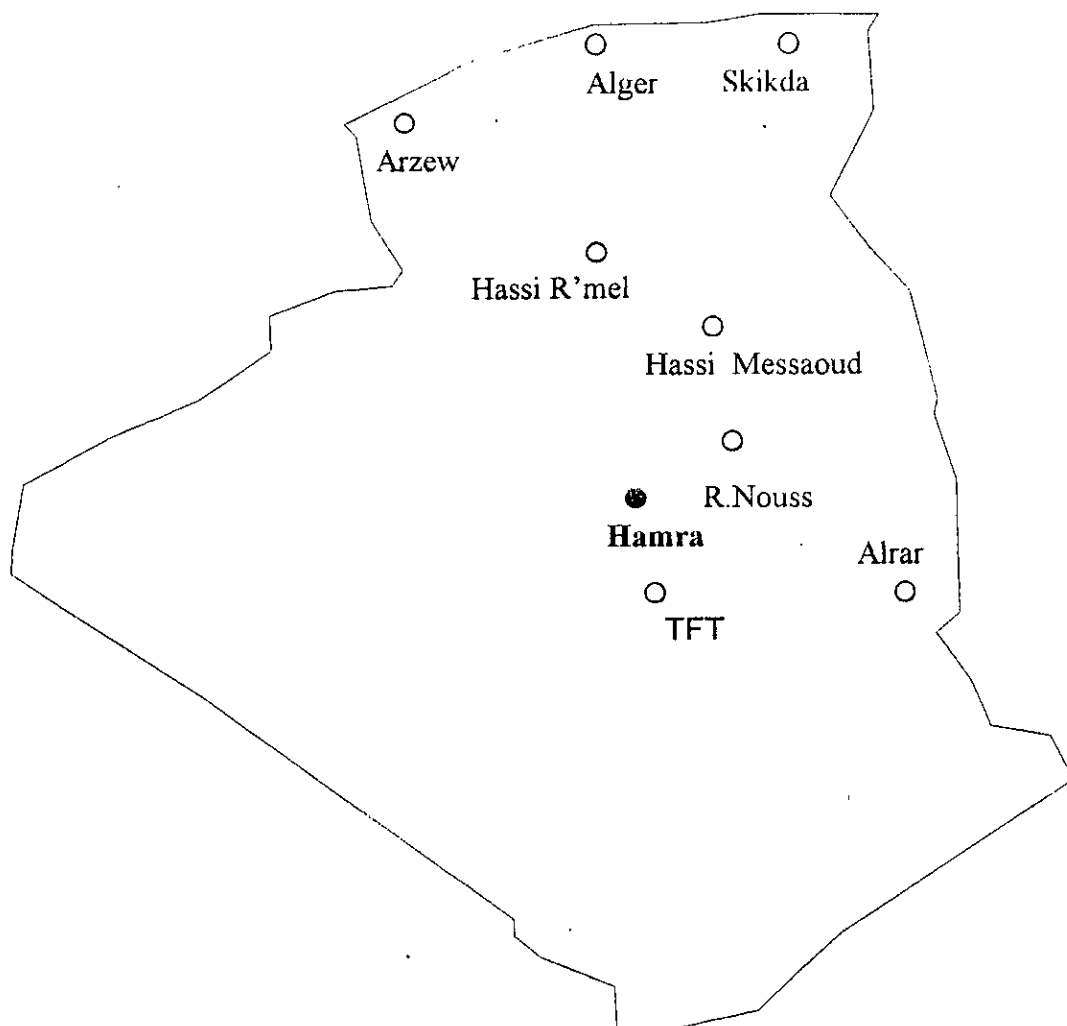 Alger
Skikda
Arzew
Hassi R'mel
Hassi Messaoud
R.Nouss
Hamra
Alrar
TFT